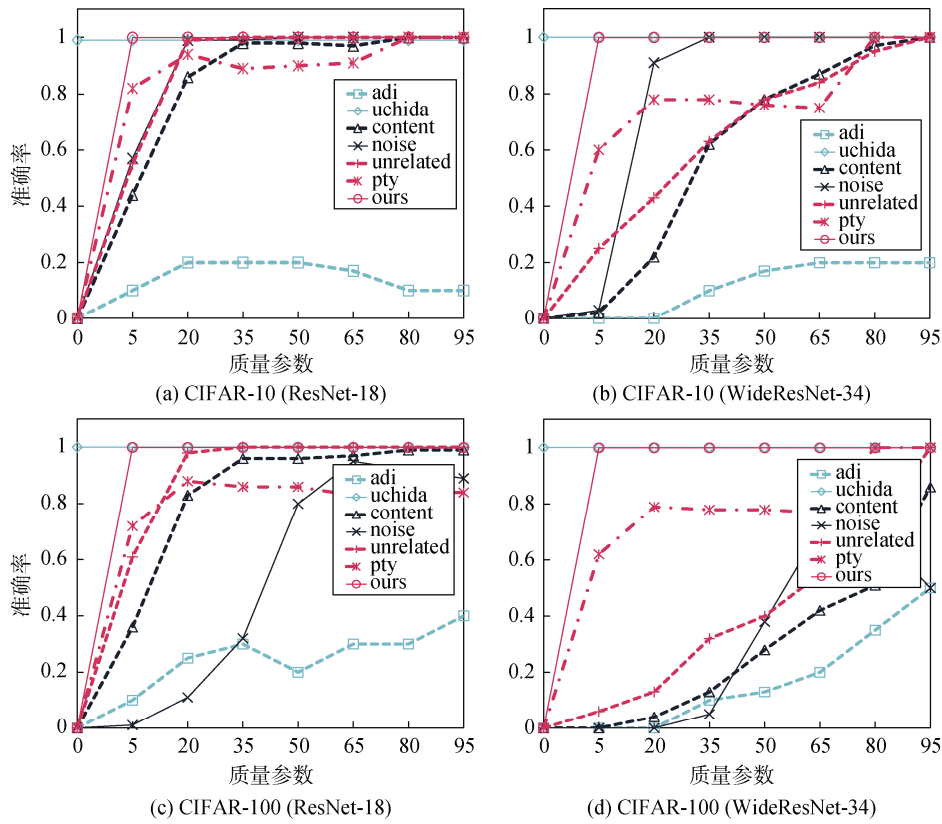 准确率
1
0.8
0.6
0.4
0.2
0
adi
uchida
content
noise
unrelated
pty
ours
0 5 20 35 50 65 80 95
质量参数
(a) CIFAR-10 (ResNet-18)
1
0.8
0.6
0.4
0.2
0
adi
uchida
content
noise
unrelated
pty
ours
0 5 20 35 50 65 80 95
质量参数
(b) CIFAR-10 (WideResNet-34)
准确率
1
0.8
0.6
0.4
0.2
0
adi
uchida
content
noise
unrelated
pty
ours
0 5 20 35 50 65 80 95
质量参数
(c) CIFAR-100 (ResNet-18)
1
0.8
0.6
0.4
0.2
0
adi
uchida
content
noise
unrelated
pty
ours
0 5 20 35 50 65 80 95
质量参数
(d) CIFAR-100 (WideResNet-34)